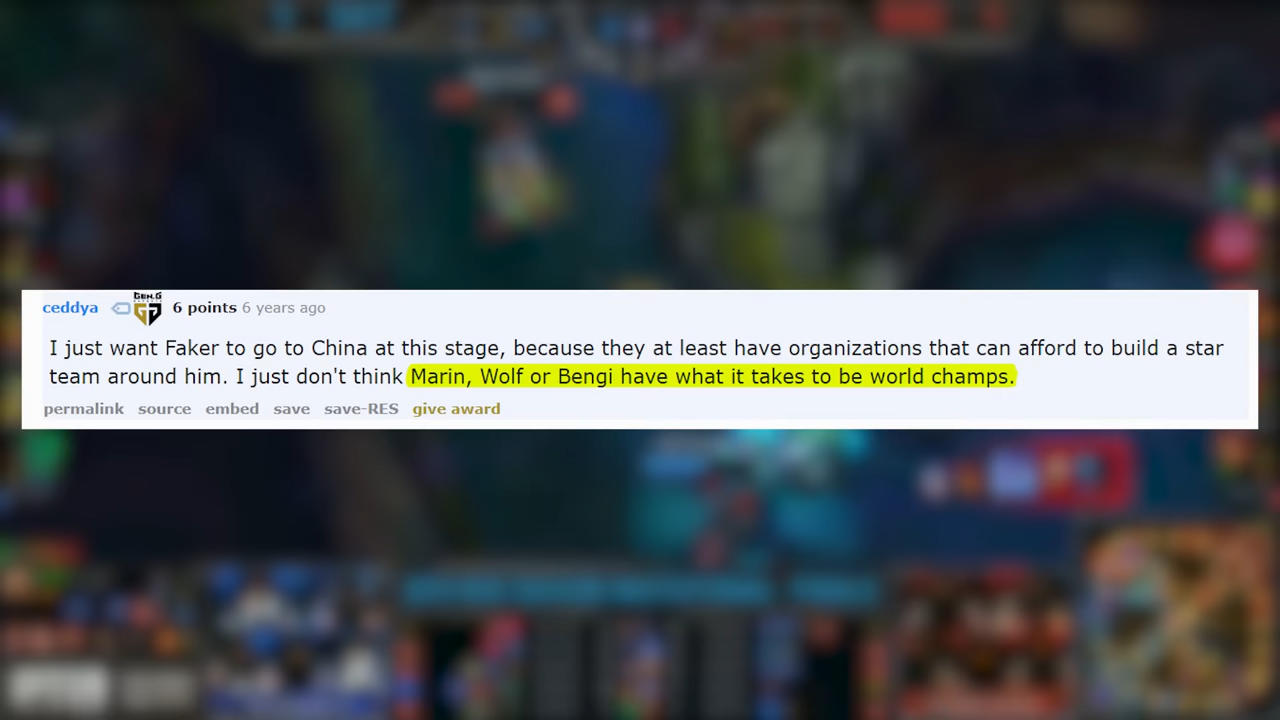 ceddya GEN.G 6 points 6 years ago
I just want Faker to go to China at this stage, because they at least have organizations that can afford to build a star
team around him. I just don't think Marin, Wolf or Bengi have what it takes to be world champs.
permalink source embed save save-RES give award